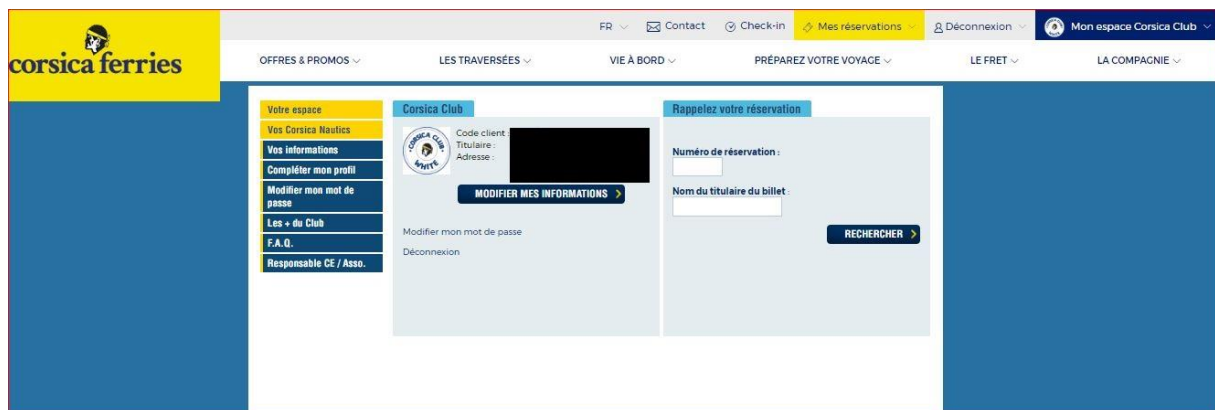 FR
Contact
Check-in
Mes réservations
Déconnexion
Mon espace Corsica Club
corsica ferries
OFFRES & PROMOS
LES TRAVERSÉES
VIE À BORD
PRÉPAREZ VOTRE VOYAGE
LE FRET
LA COMPAGNIE
Votre espace
Vos Corsica Nautics
Vos informations
Compléter mon profil
Modifier mon mot de
passe
Les + du Club
F.A.Q.
Responsable CE / Asso.
Corsica Club
CORSICA CLUB
WHITE
Code client :
Titulaire :
Adresse :
MODIFIER MES INFORMATIONS
Modifier mon mot de passe
Déconnexion
Rappelez votre réservation
Numéro de réservation :
Nom du titulaire du billet :
RECHERCHER